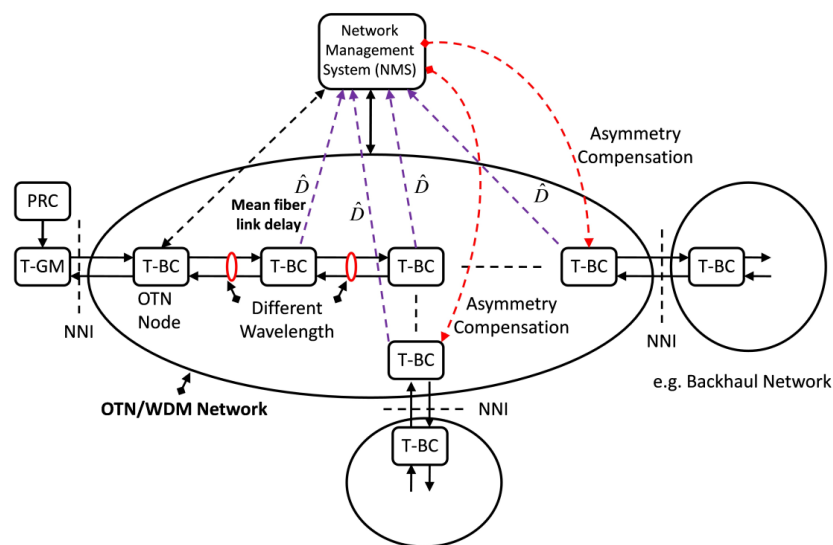 Network
Management
System (NMS)
Asymmetry
Compensation
D̂
D̂
D̂
D̂
PRC
Mean fiber
link delay
T-GM
T-BC
T-BC
T-BC
T-BC
T-BC
OTN
Node
Different
Wavelength
Asymmetry
Compensation
NNI
NNI
T-BC
e.g. Backhaul Network
OTN/WDM Network
NNI
T-BC